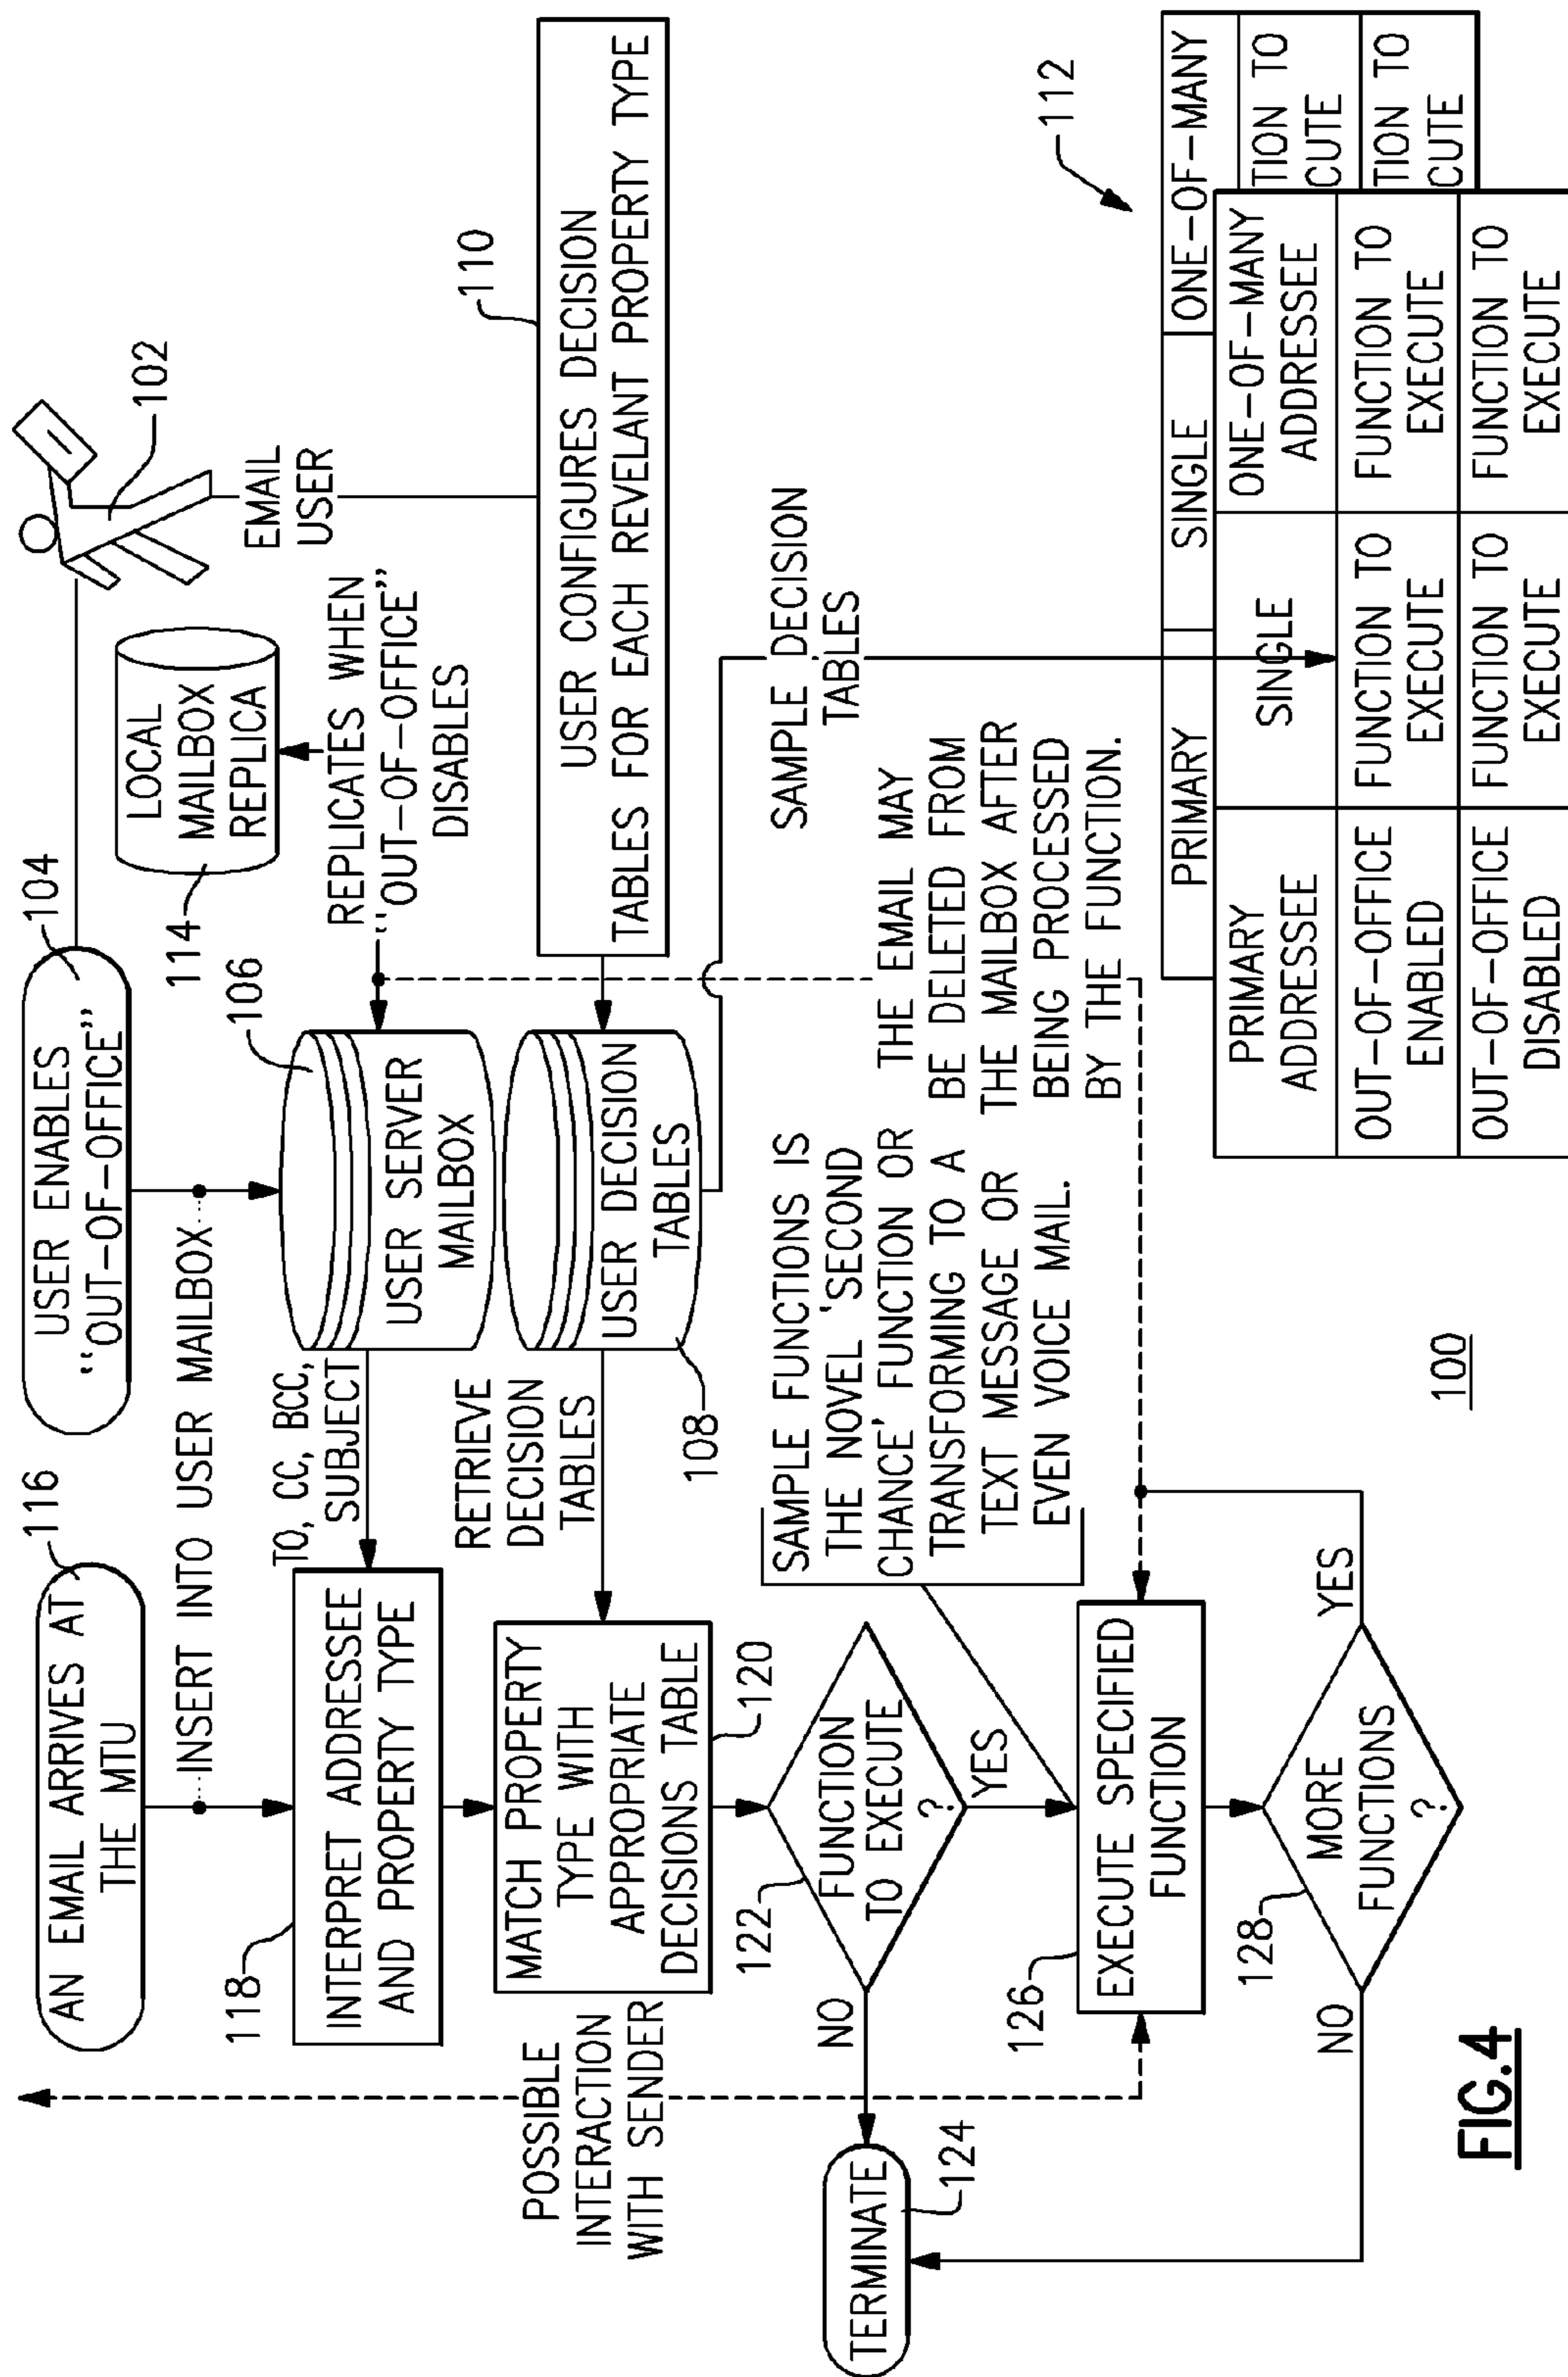 AN EMAIL ARRIVES AT
THE MTU
116
USER ENABLES
"OUT-OF-OFFICE"
104
102
EMAIL
USER
LOCAL
MAILBOX
REPLICA
114
INSERT INTO USER MAILBOX
106
USER SERVER
MAILBOX
REPLICATES WHEN
"OUT-OF-OFFICE"
DISABLES
110
USER CONFIGURES DECISION
TABLES FOR EACH REVELANT PROPERTY TYPE
TO, CC, BCC,
SUBJECT
118
INTERPRET ADDRESSEE
AND PROPERTY TYPE
RETRIEVE
DECISION
TABLES
USER DECISION
TABLES
108
MATCH PROPERTY
TYPE WITH
APPROPRIATE
DECISIONS TABLE
120
POSSIBLE
INTERACTION
WITH SENDER
SAMPLE DECISION
TABLES
122
FUNCTION
TO EXECUTE
?
NO
YES
TERMINATE
124
SAMPLE FUNCTIONS IS
THE NOVEL 'SECOND
CHANCE' FUNCTION OR
TRANSFORMING TO A
TEXT MESSAGE OR
EVEN VOICE MAIL.
THE EMAIL MAY
BE DELETED FROM
THE MAILBOX AFTER
BEING PROCESSED
BY THE FUNCTION.
126
EXECUTE SPECIFIED
FUNCTION
128
MORE
FUNCTIONS
?
NO
YES
112
PRIMARY SINGLE ONE-OF-MANY
TION TO
CUTE
TION TO
CUTE
PRIMARY
ADDRESSEE
SINGLE
ONE-OF-MANY
ADDRESSEE
OUT-OF-OFFICE
ENABLED
FUNCTION TO
EXECUTE
FUNCTION TO
EXECUTE
OUT-OF-OFFICE
DISABLED
FUNCTION TO
EXECUTE
FUNCTION TO
EXECUTE
100
FIG.4